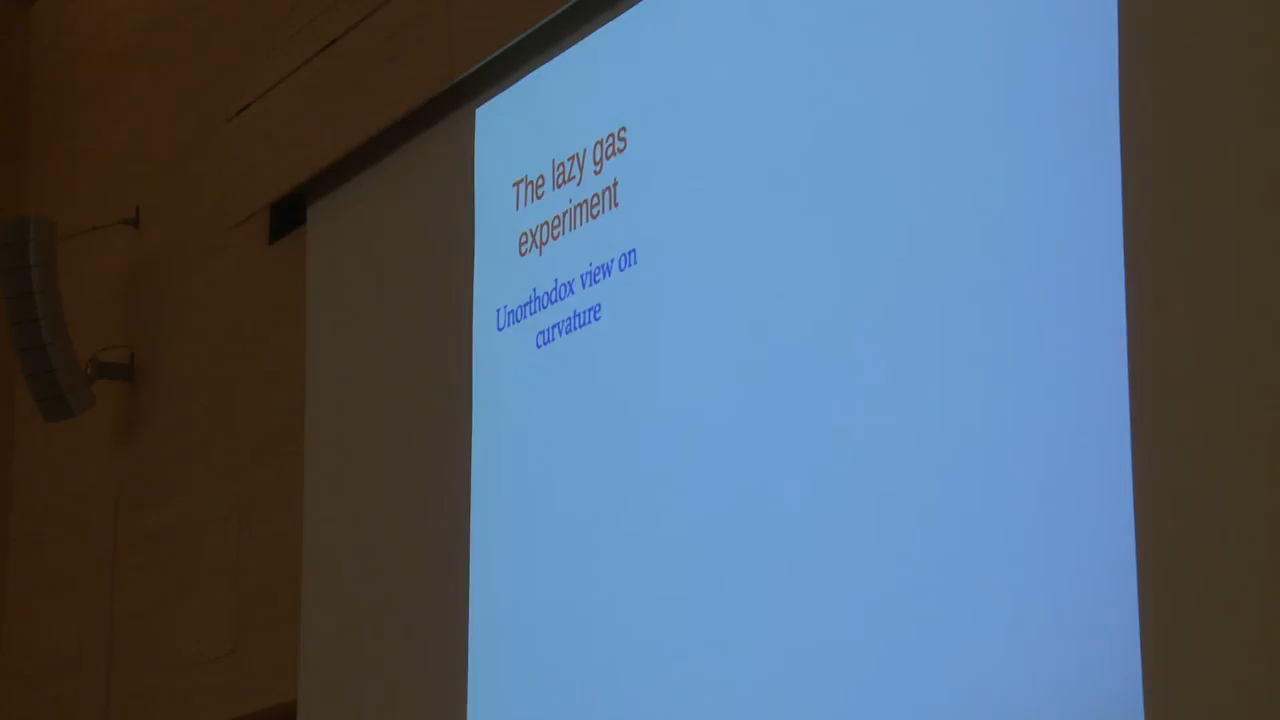 The lazy gas
experiment
Unorthodox view on
curvature